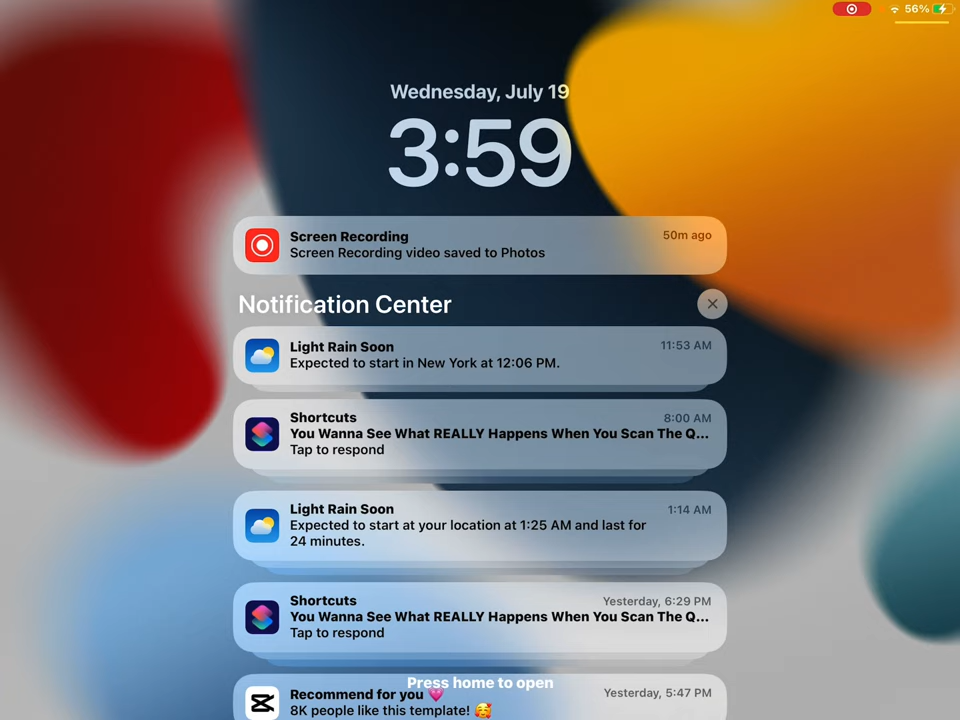 56%
Wednesday, July 19
3:59
Screen Recording 50m ago
Screen Recording video saved to Photos
Notification Center
Light Rain Soon 11:53 AM
Expected to start in New York at 12:06 PM.
Shortcuts 8:00 AM
You Wanna See What REALLY Happens When You Scan The Q...
Tap to respond
Light Rain Soon 1:14 AM
Expected to start at your location at 1:25 AM and last for
24 minutes.
Shortcuts Yesterday, 6:29 PM
You Wanna See What REALLY Happens When You Scan The Q...
Tap to respond
Press home to open
Recommend for you 💗 Yesterday, 5:47 PM
8K people like this template! 🥰